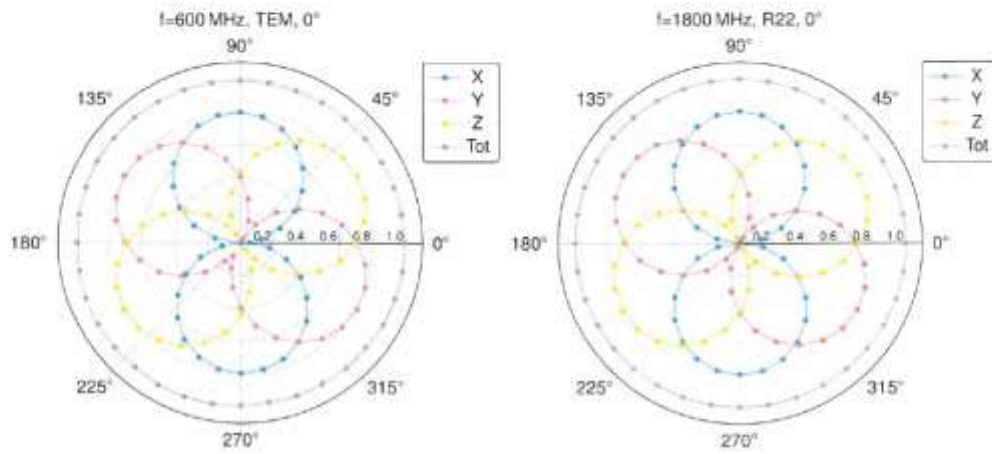 f=600 MHz, TEM, 0°
90°
135°
45°
X
Y
Z
Tot
180°
0.2 0.4 0.6 0.8 1.0
0°
225°
315°
270°
f=1800 MHz, R22, 0°
90°
135°
45°
X
Y
Z
Tot
180°
0.2 0.4 0.6 0.8 1.0
0°
225°
315°
270°